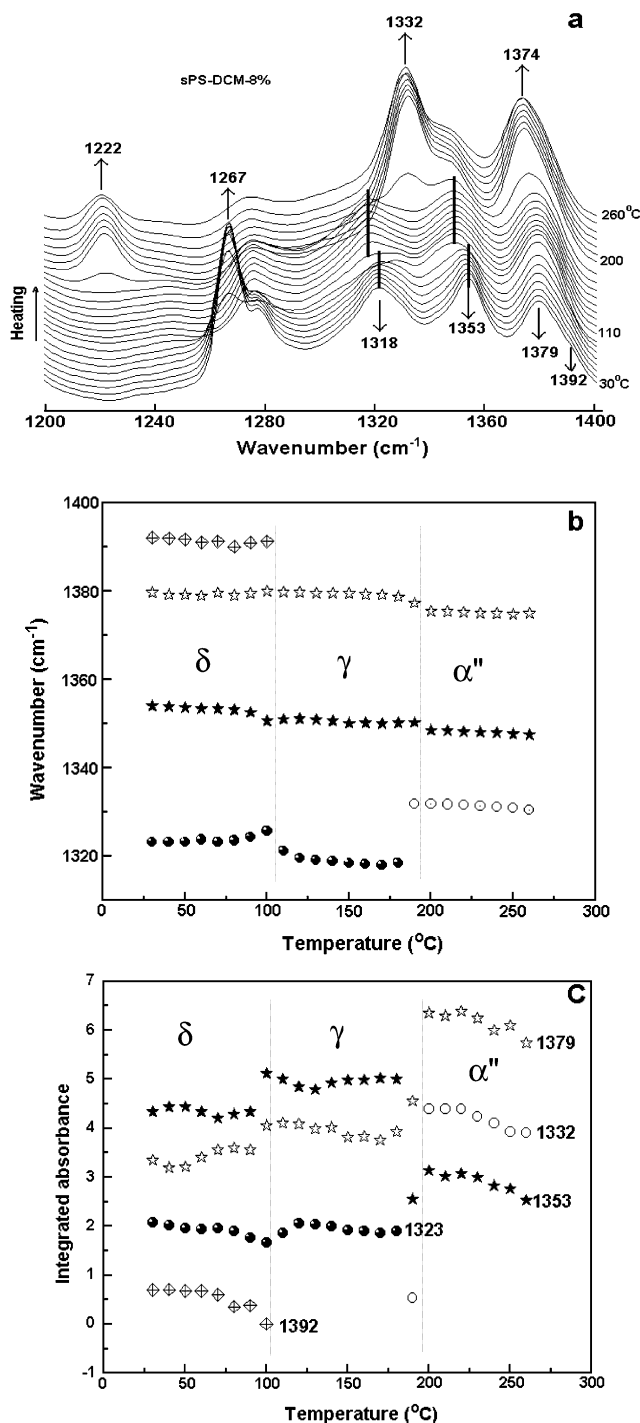 a
1332
1374
sPS-DCM-8%
1222
1267
260°C
200
110
30°C
Heating
1318
1353
1379
1392
1200 1240 1280 1320 1360 1400
Wavenumber (cm-1)
b
1400
1380
1360
1340
1320
Wavenumber (cm-1)
δ γ α"
0 50 100 150 200 250 300
Temperature (°C)
C
7
6
5
4
3
2
1
0
-1
Integrated absorbance
δ γ α"
1379
1332
1353
1323
1392
0 50 100 150 200 250 300
Temperature (°C)